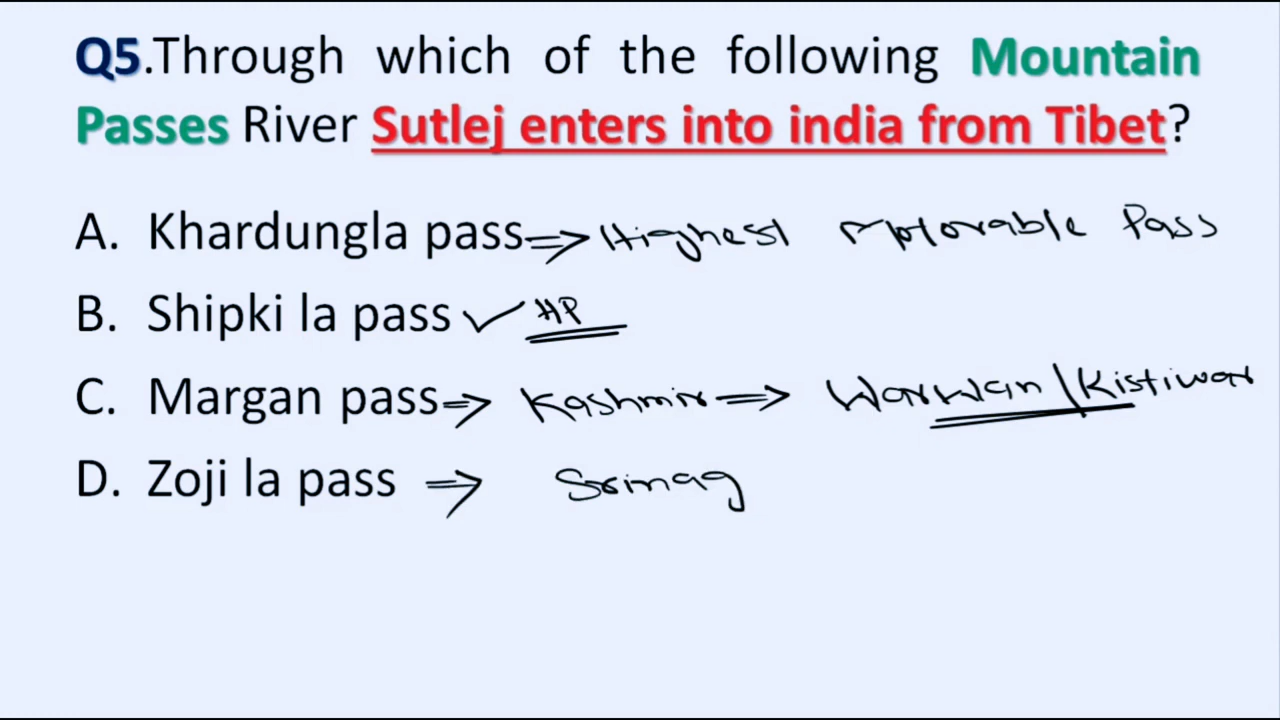 Q5.Through which of the following Mountain
Passes River Sutlej enters into india from Tibet?
A. Khardungla pass⇒Highest Motorable Pass
B. Shipki la pass ✓ HP
C. Margan pass⇒ Kashmir⇒ Warwan/Kistiwar
D. Zoji la pass ⇒ Srinag